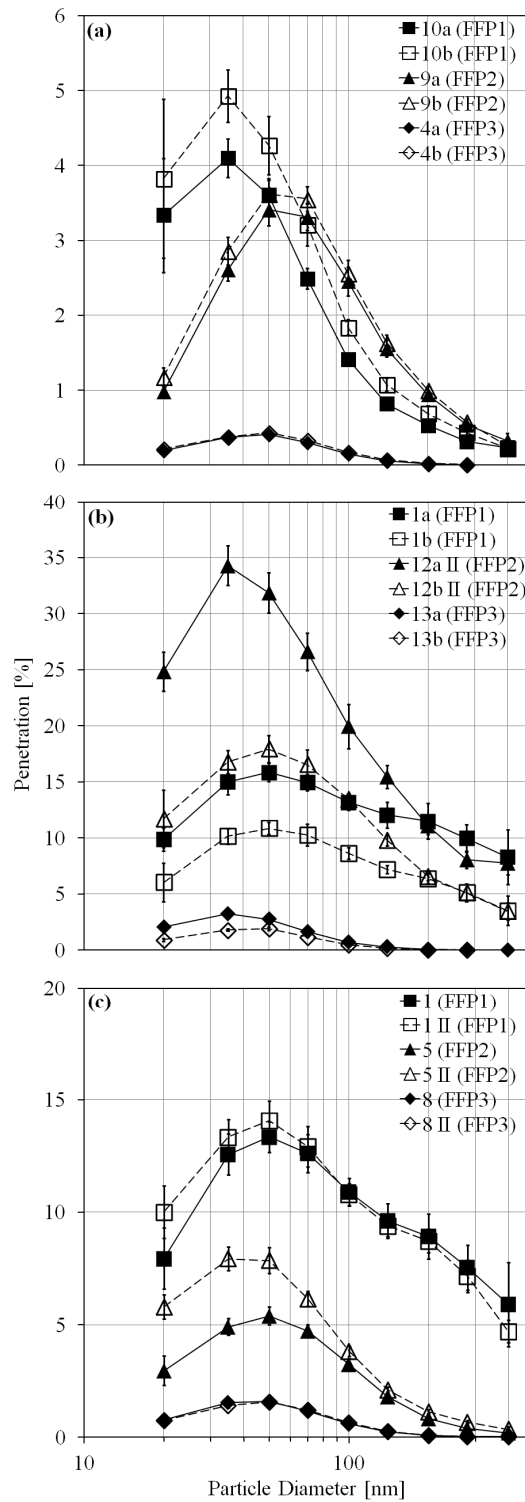 (a)
6
5
4
3
2
1
0
10a (FFP1)
10b (FFP1)
9a (FFP2)
9b (FFP2)
4a (FFP3)
4b (FFP3)
(b)
40
35
30
25
20
15
10
5
0
1a (FFP1)
1b (FFP1)
12a II (FFP2)
12b II (FFP2)
13a (FFP3)
13b (FFP3)
Penetration [%]
(c)
20
15
10
5
0
1 (FFP1)
1 II (FFP1)
5 (FFP2)
5 II (FFP2)
8 (FFP3)
8 II (FFP3)
10 100
Particle Diameter [nm]